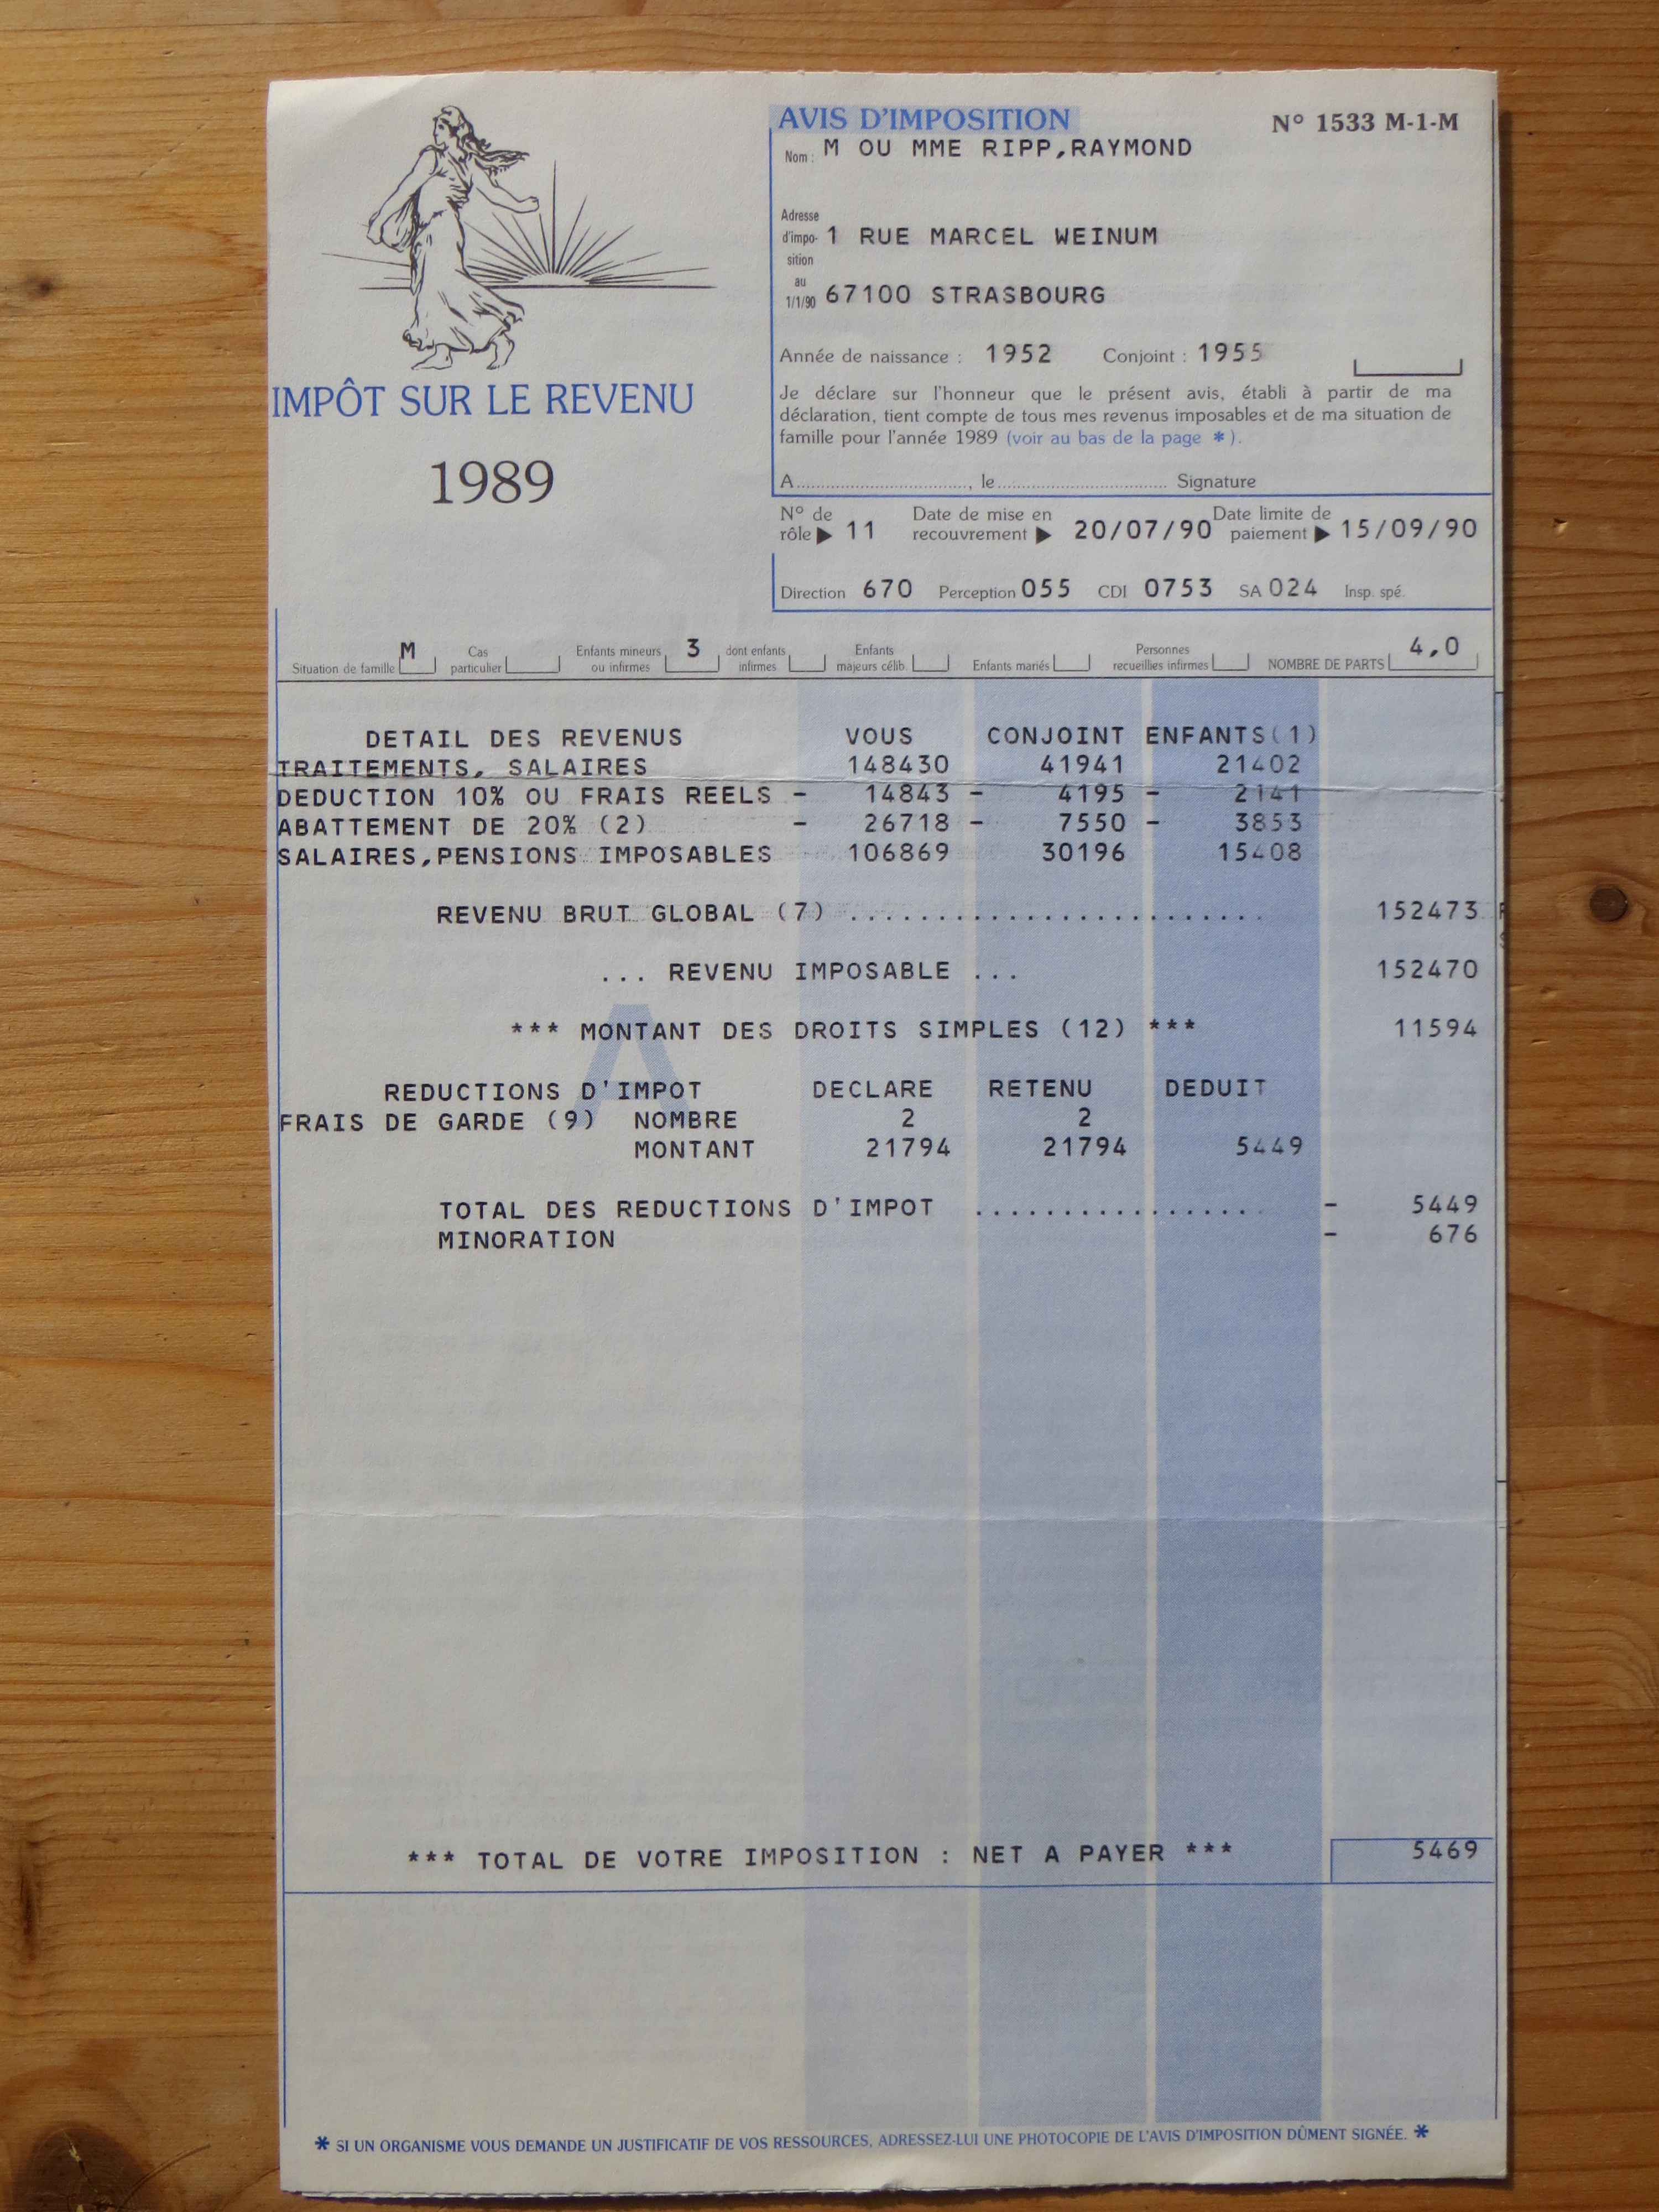 AVIS D'IMPOSITION
N° 1533 M-1-M
Nom : M OU MME RIPP,RAYMOND
Adresse d'impo- sition au 1/1/90
1 RUE MARCEL WEINUM
67100 STRASBOURG
Année de naissance : 1952 Conjoint : 1955
Je déclare sur l'honneur que le présent avis, établi à partir de ma
déclaration, tient compte de tous mes revenus imposables et de ma situation de
famille pour l'année 1989 (voir au bas de la page *).
A............................., le............................. Signature
IMPÔT SUR LE REVENU
1989
N° de rôle ▶ 11 Date de mise en recouvrement ▶ 20/07/90 Date limite de paiement ▶ 15/09/90
Direction 670 Perception 055 CDI 0753 SA 024 Insp. spé.
Situation de famille M Cas particulier Enfants mineurs ou infirmes 3 dont enfants infirmes Enfants majeurs célib. Enfants mariés Personnes recueillies infirmes NOMBRE DE PARTS 4,0
DETAIL DES REVENUS VOUS CONJOINT ENFANTS(1)
TRAITEMENTS, SALAIRES 148430 41941 21402
DEDUCTION 10% OU FRAIS REELS - 14843 - 4195 - 2141
ABATTEMENT DE 20% (2) - 26718 - 7550 - 3853
SALAIRES,PENSIONS IMPOSABLES 106869 30196 15408
REVENU BRUT GLOBAL (7) ........................ 152473
... REVENU IMPOSABLE ... 152470
*** MONTANT DES DROITS SIMPLES (12) *** 11594
A
REDUCTIONS D'IMPOT DECLARE RETENU DEDUIT
FRAIS DE GARDE (9) NOMBRE 2 2
MONTANT 21794 21794 5449
TOTAL DES REDUCTIONS D'IMPOT ................. - 5449
MINORATION - 676
*** TOTAL DE VOTRE IMPOSITION : NET A PAYER *** 5469
* SI UN ORGANISME VOUS DEMANDE UN JUSTIFICATIF DE VOS RESSOURCES, ADRESSEZ-LUI UNE PHOTOCOPIE DE L'AVIS D'IMPOSITION DÛMENT SIGNÉE. *